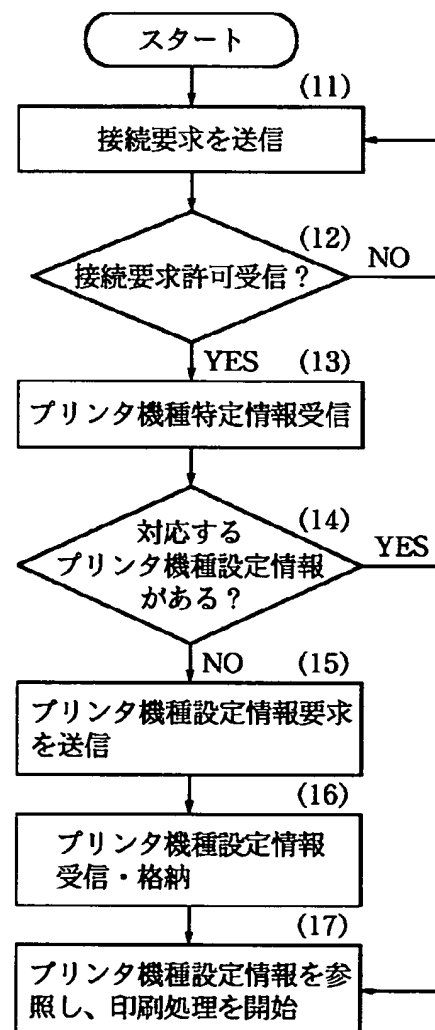 スタート
(11)
接続要求を送信
(12)
接続要求許可受信？
NO
YES
(13)
プリンタ機種特定情報受信
(14)
対応する
プリンタ機種設定情報
がある？
YES
NO
(15)
プリンタ機種設定情報要求
を送信
(16)
プリンタ機種設定情報
受信・格納
(17)
プリンタ機種設定情報を参
照し、印刷処理を開始